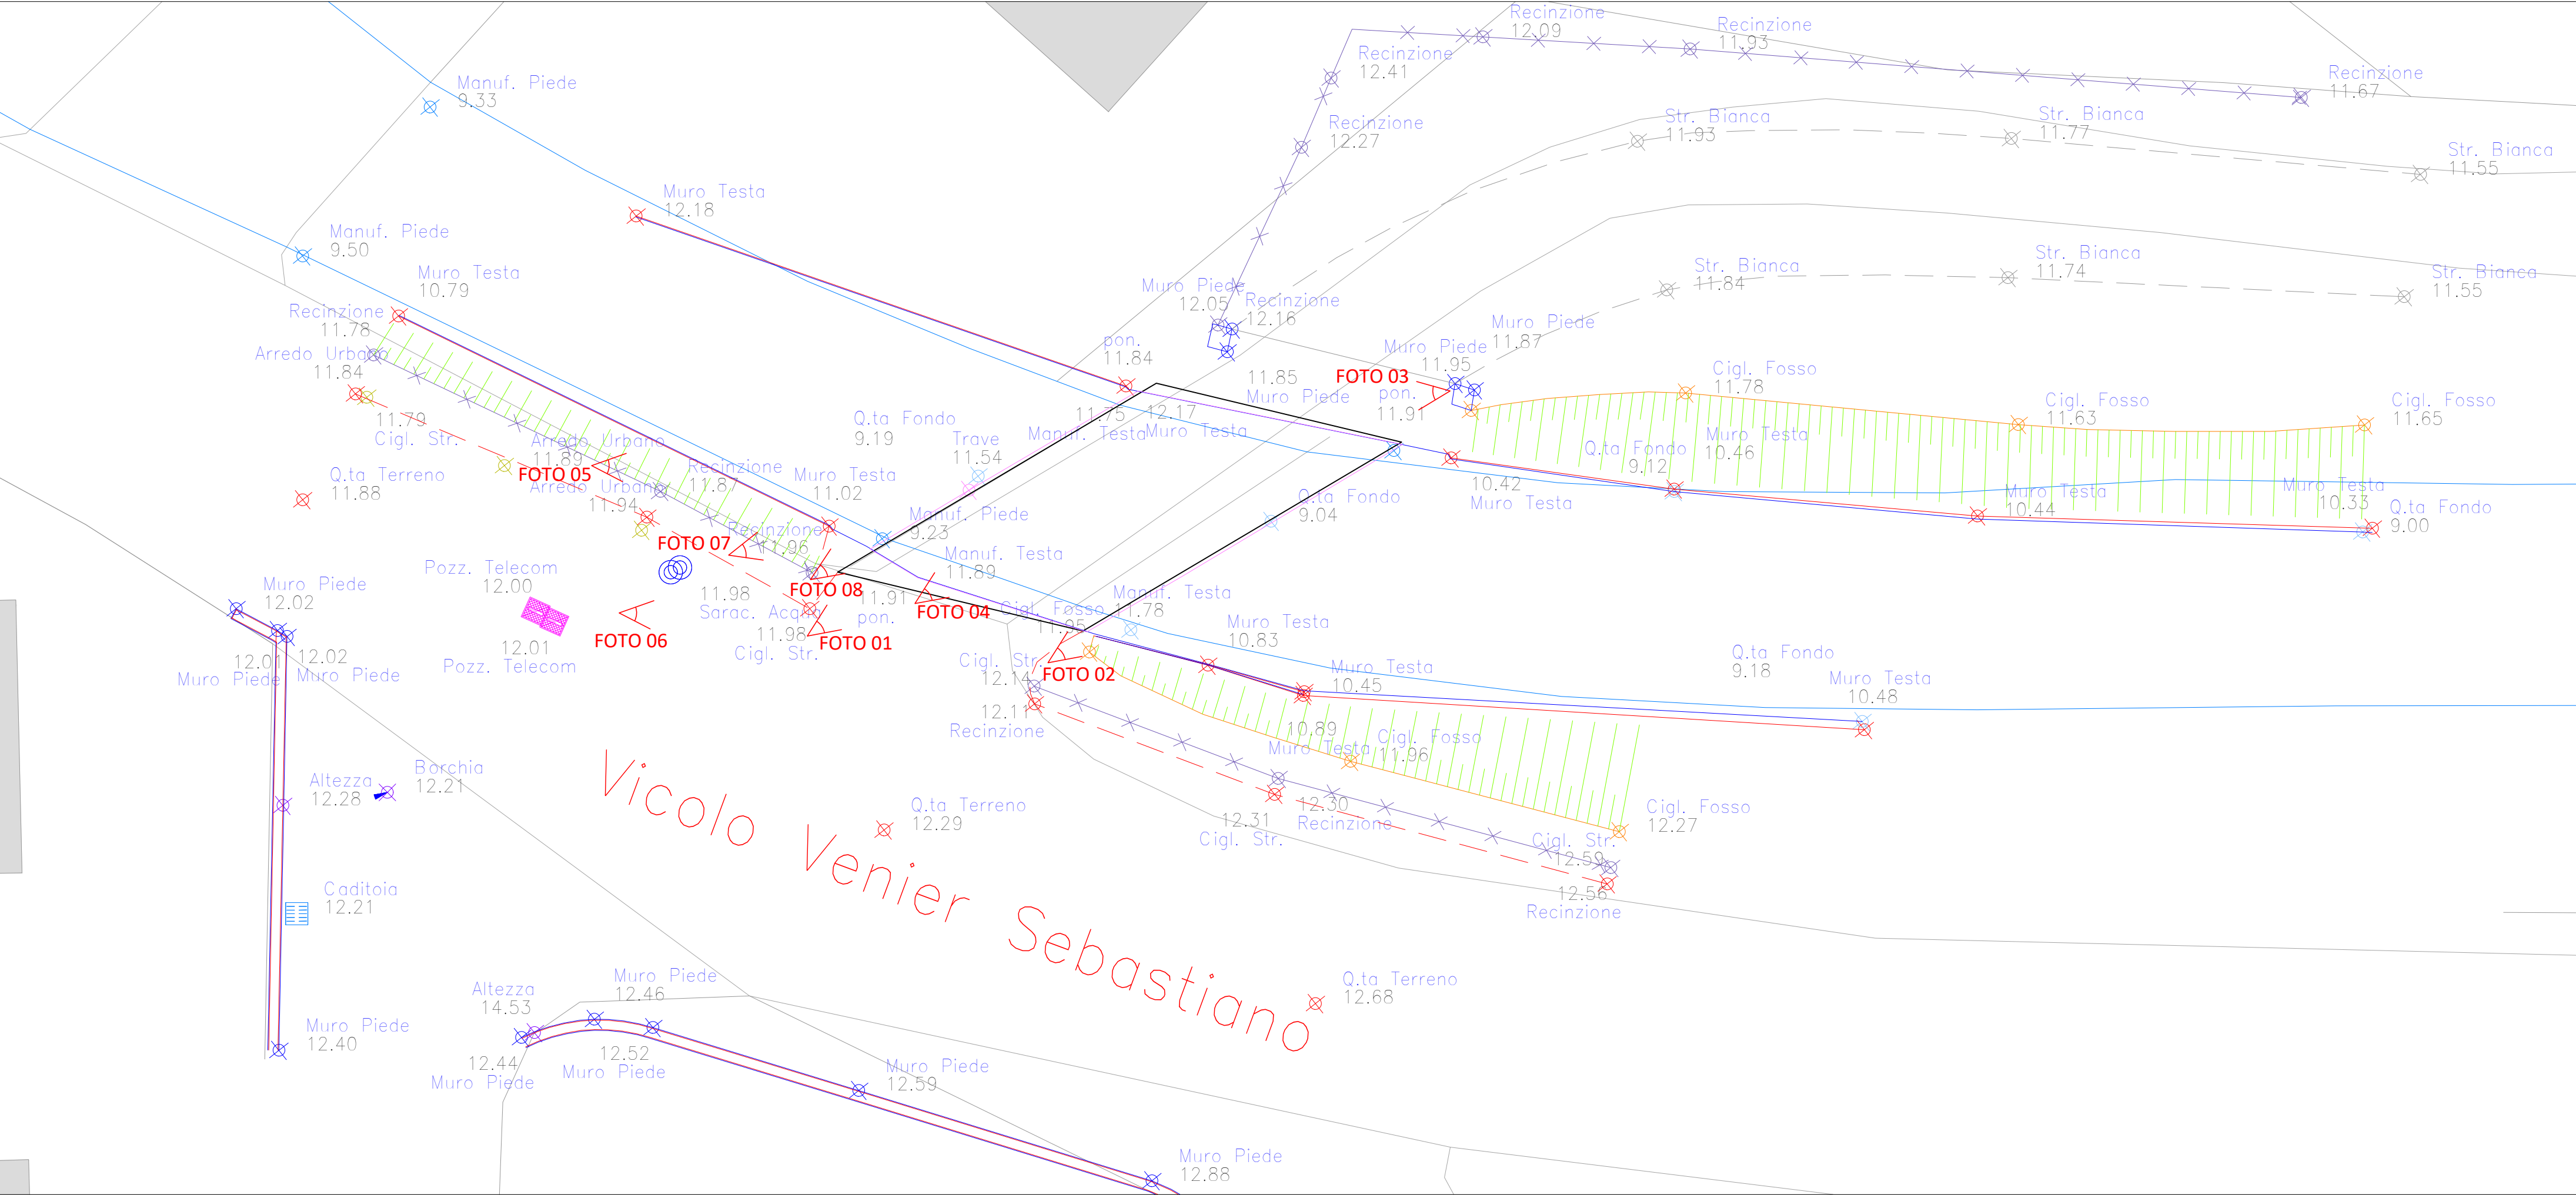 Recinzione
12.09
Recinzione
11.93
Recinzione
12.41
Recinzione
11.67
Manuf. Piede
9.33
Recinzione
12.27
Str. Bianca
11.93
Str. Bianca
11.77
Str. Bianca
11.55
Muro Testa
12.18
Manuf. Piede
9.50
Muro Testa
10.79
Recinzione
11.78
Arredo Urbano
11.84
11.79
Cigl. Str.
Muro Piede
12.05
Recinzione
12.16
Str. Bianca
11.84
Str. Bianca
11.74
Str. Bianca
11.55
Muro Piede
11.87
Muro Piede
11.95
pon.
11.84
11.85
Muro Piede
FOTO 03
pon.
11.91
Cigl. Fosso
11.78
Cigl. Fosso
11.63
Cigl. Fosso
11.65
11.75
Manuf. Testa
12.17
Muro Testa
Q.ta Fondo
9.19
Trave
11.54
Arredo Urbano
11.89
FOTO 05
Q.ta Terreno
11.88
Recinzione
11.87
Arredo Urbano
11.94
Muro Testa
11.02
Q.ta Fondo
9.12
Muro Testa
10.46
10.42
Muro Testa
Q.ta Fondo
9.04
Muro Testa
10.44
Muro Testa
10.33
Q.ta Fondo
9.00
Manuf. Piede
9.23
Recinzione
11.96
FOTO 07
Manuf. Testa
11.89
Pozz. Telecom
12.00
FOTO 08
11.98
Sarac. Acqua
11.91
pon.
FOTO 04
FOTO 06
FOTO 01
11.98
Cigl. Str.
Cigl. Fosso
11.95
Manuf. Testa
11.78
Muro Piede
12.02
12.01
Muro Piede
12.02
Muro Piede
12.01
Pozz. Telecom
Cigl. Str.
12.14
FOTO 02
12.11
Recinzione
Muro Testa
10.83
Muro Testa
10.45
Q.ta Fondo
9.18
Muro Testa
10.48
10.89
Muro Testa
Cigl. Fosso
11.96
Altezza
12.28
Borchia
12.21
Vicolo Venier Sebastiano
Q.ta Terreno
12.29
12.31
Cigl. Str.
12.30
Recinzione
Cigl. Fosso
12.27
Cigl. Str.
12.59
12.56
Recinzione
Caditoia
12.21
Q.ta Terreno
12.68
Altezza
14.53
Muro Piede
12.46
Muro Piede
12.40
12.44
Muro Piede
12.52
Muro Piede
Muro Piede
12.59
Muro Piede
12.88